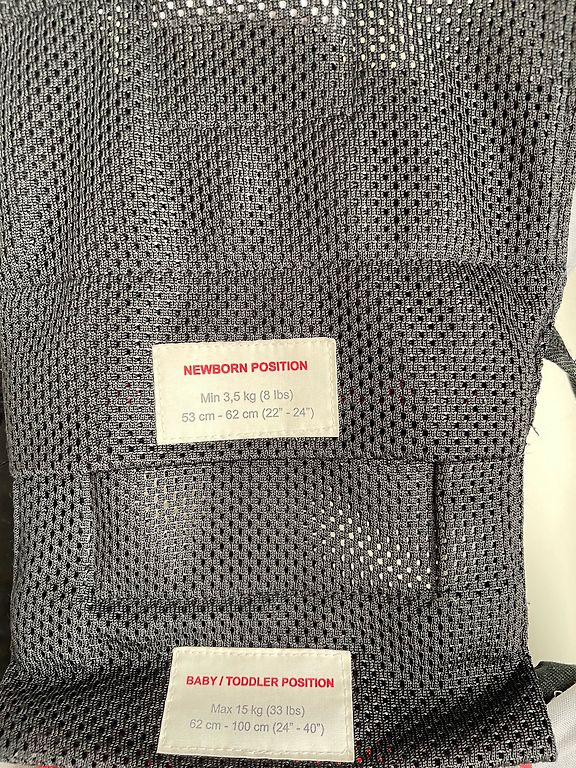 NEWBORN POSITION
Min 3,5 kg (8 lbs)
53 cm - 62 cm (22” - 24”)
BABY / TODDLER POSITION
Max 15 kg (33 lbs)
62 cm - 100 cm (24” - 40”)